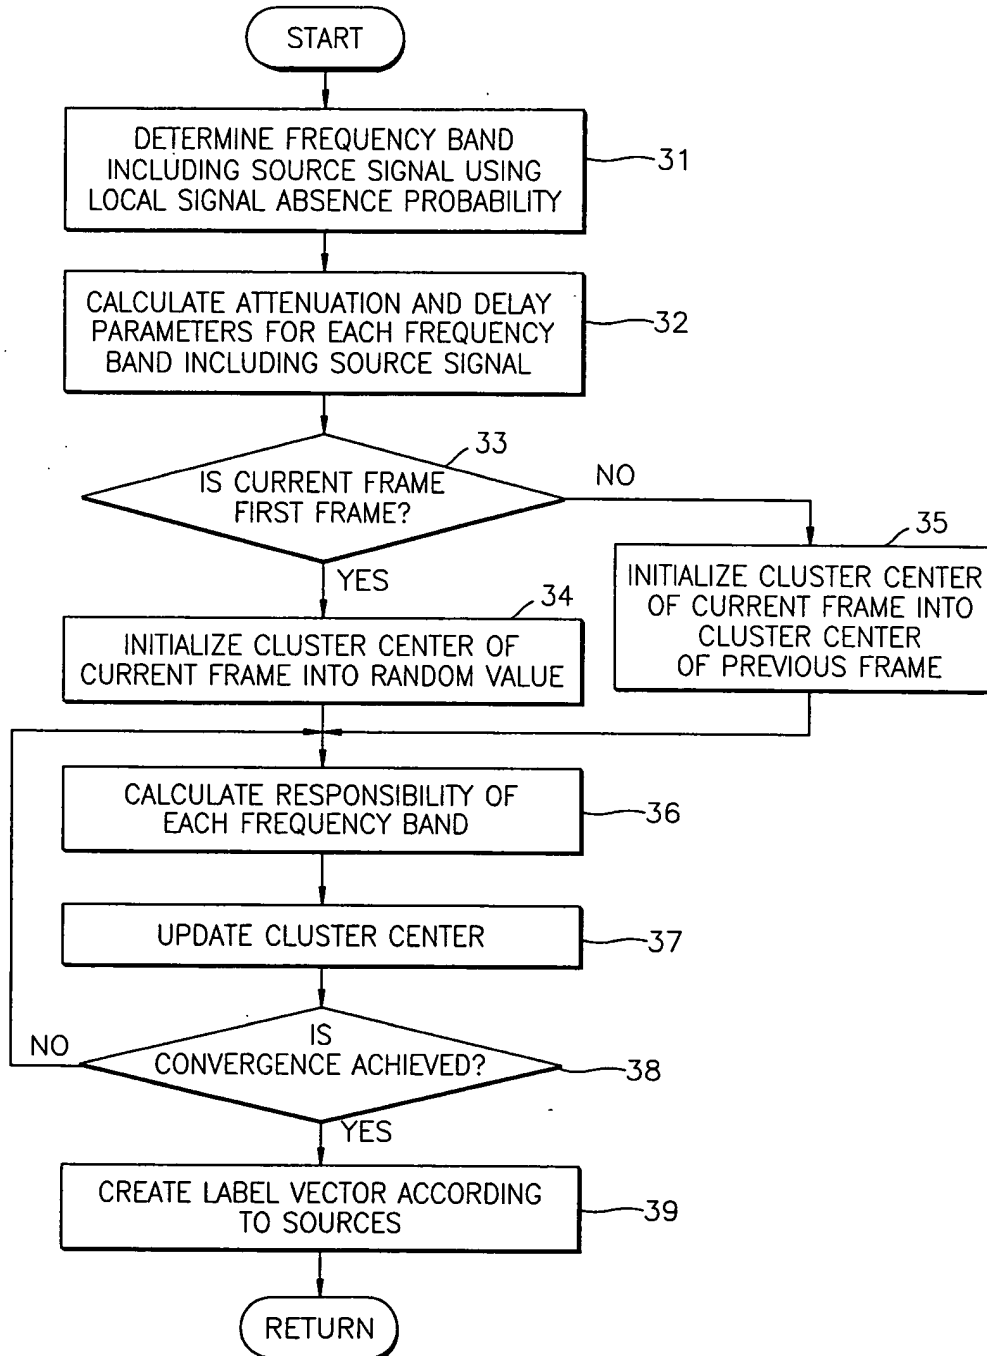 START
DETERMINE FREQUENCY BAND
INCLUDING SOURCE SIGNAL USING
LOCAL SIGNAL ABSENCE PROBABILITY
31
CALCULATE ATTENUATION AND DELAY
PARAMETERS FOR EACH FREQUENCY
BAND INCLUDING SOURCE SIGNAL
32
33
IS CURRENT FRAME
FIRST FRAME?
NO
YES
35
INITIALIZE CLUSTER CENTER
OF CURRENT FRAME INTO
CLUSTER CENTER
OF PREVIOUS FRAME
34
INITIALIZE CLUSTER CENTER OF
CURRENT FRAME INTO RANDOM VALUE
CALCULATE RESPONSIBILITY OF
EACH FREQUENCY BAND
36
UPDATE CLUSTER CENTER
37
IS
CONVERGENCE ACHIEVED?
NO
38
YES
CREATE LABEL VECTOR ACCORDING
TO SOURCES
39
RETURN